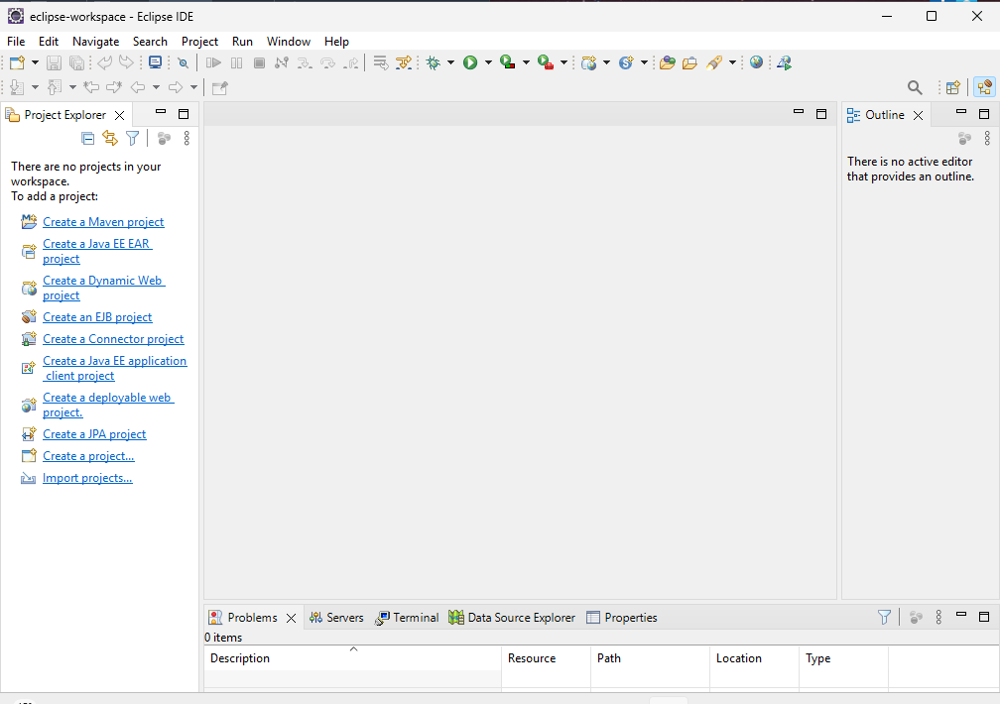 eclipse-workspace - Eclipse IDE
File Edit Navigate Search Project Run Window Help
Project Explorer
There are no projects in your
workspace.
To add a project:
Create a Maven project
Create a Java EE EAR
project
Create a Dynamic Web
project
Create an EJB project
Create a Connector project
Create a Java EE application
client project
Create a deployable web
project.
Create a JPA project
Create a project...
Import projects...
Outline
There is no active editor
that provides an outline.
Problems Servers Terminal Data Source Explorer Properties
0 items
Description Resource Path Location Type